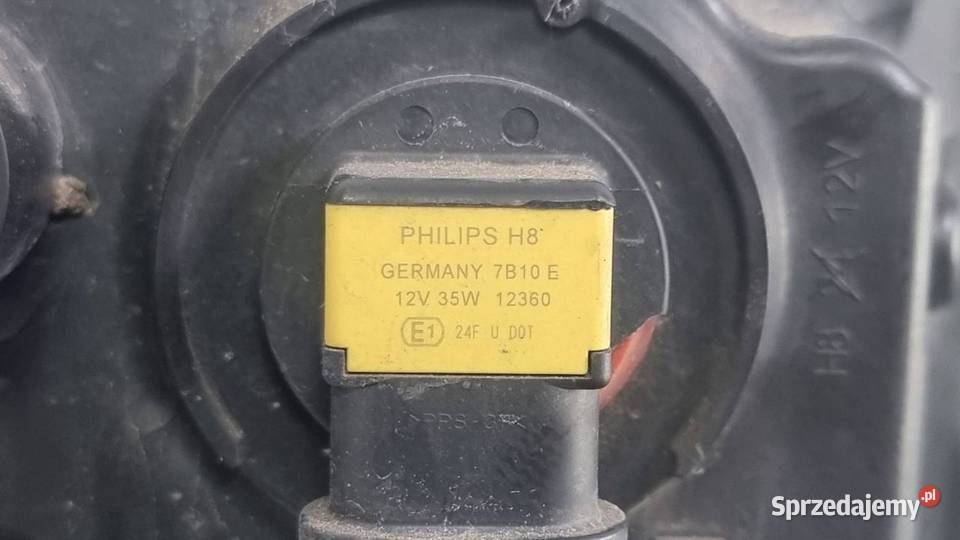 PHILIPS H8
GERMANY 7B10 E
12V 35W 12360
E1 24F U DOT
H8 12V
Sprzedajemy.pl